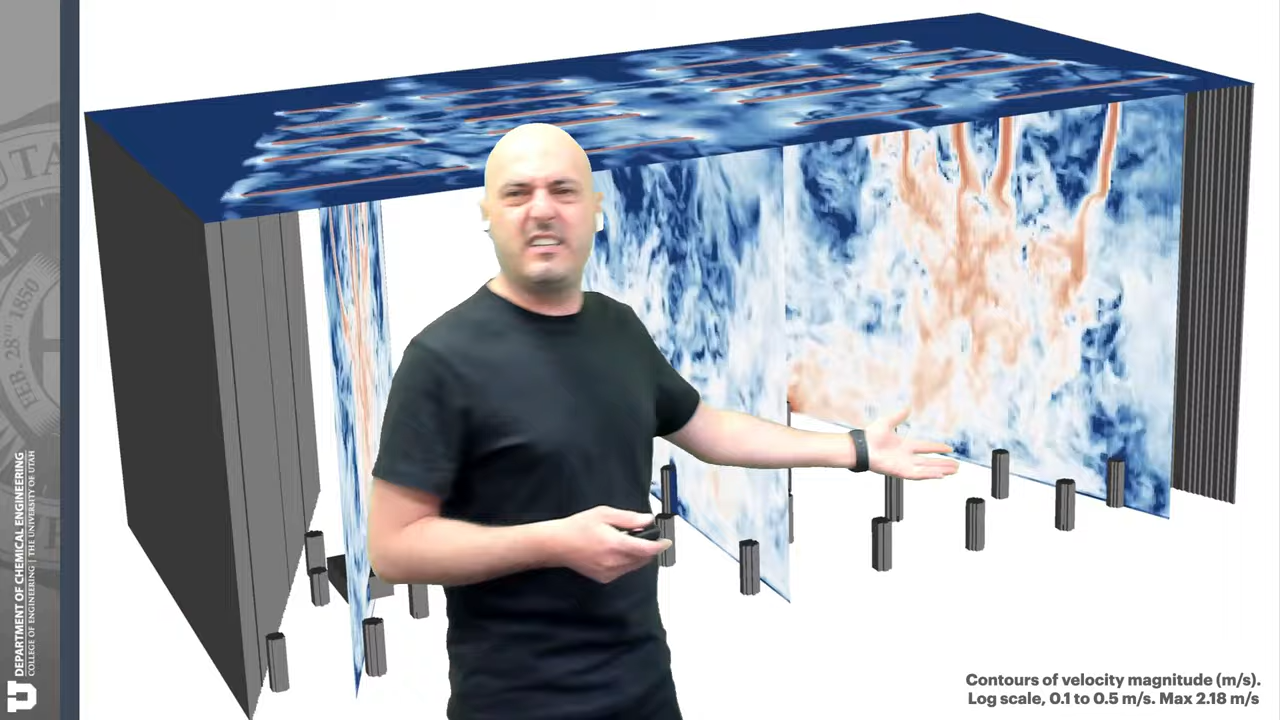 FEB. 28TH 1850
DEPARTMENT OF CHEMICAL ENGINEERING
COLLEGE OF ENGINEERING | THE UNIVERSITY OF UTAH
Contours of velocity magnitude (m/s).
Log scale, 0.1 to 0.5 m/s. Max 2.18 m/s